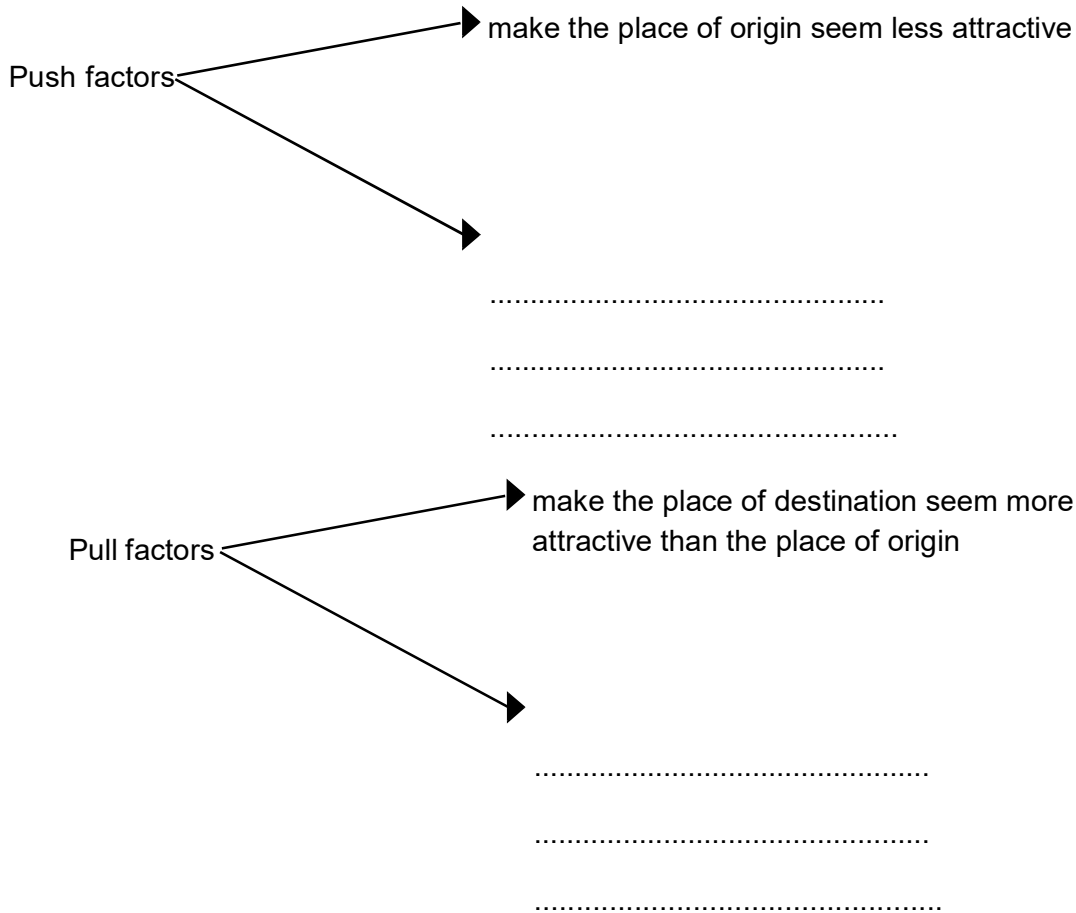 make the place of origin seem less attractive
Push factors
.................................................
.................................................
.................................................
make the place of destination seem more
attractive than the place of origin
Pull factors
.................................................
.................................................
.................................................